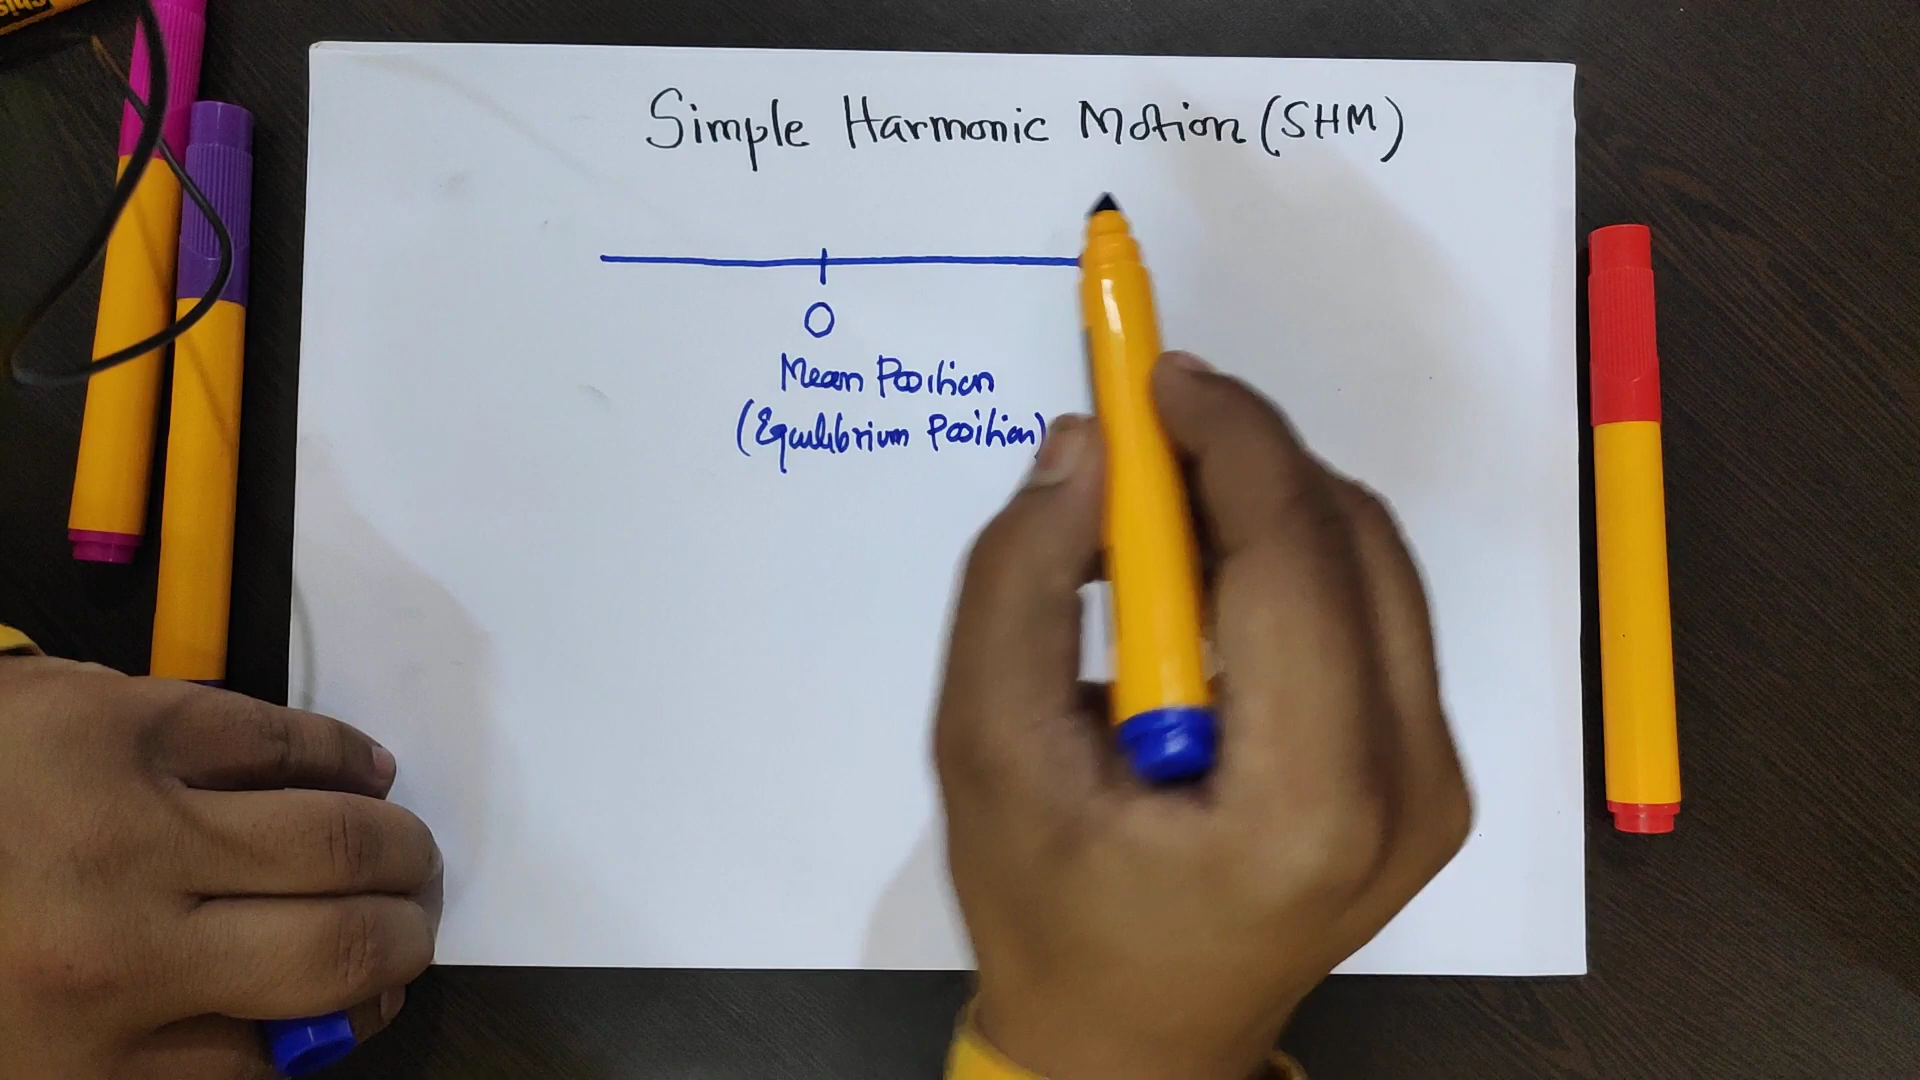 Simple Harmonic Motion (SHM)
O
Mean Position
(Equilibrium Position)